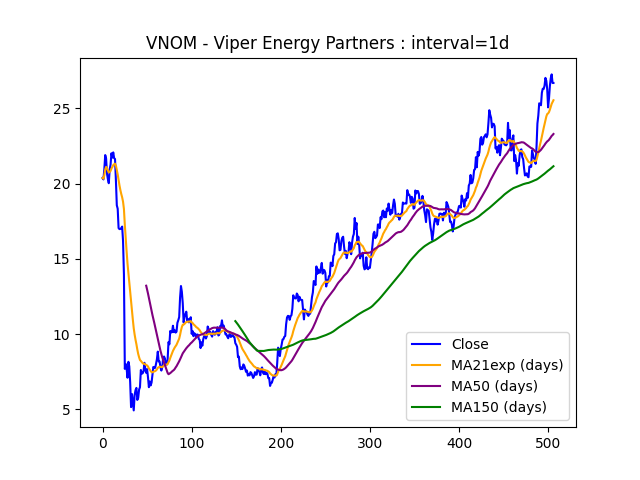 VNOM - Viper Energy Partners : interval=1d
25
20
15
10
5
0
100
200
300
400
500
Close
MA21exp (days)
MA50 (days)
MA150 (days)